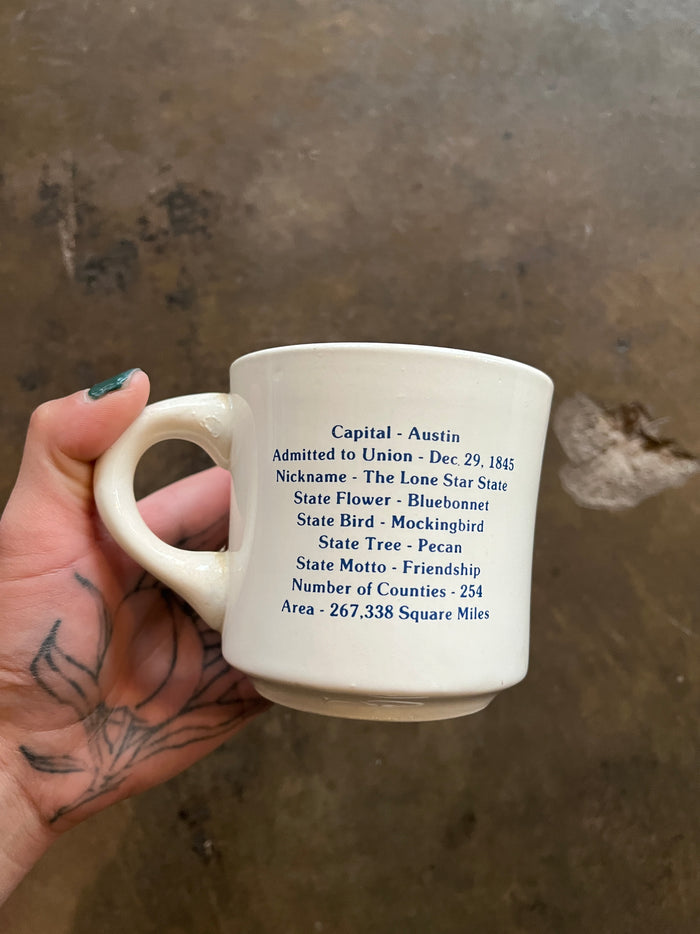 Capital - Austin
Admitted to Union - Dec. 29, 1845
Nickname - The Lone Star State
State Flower - Bluebonnet
State Bird - Mockingbird
State Tree - Pecan
State Motto - Friendship
Number of Counties - 254
Area - 267,338 Square Miles